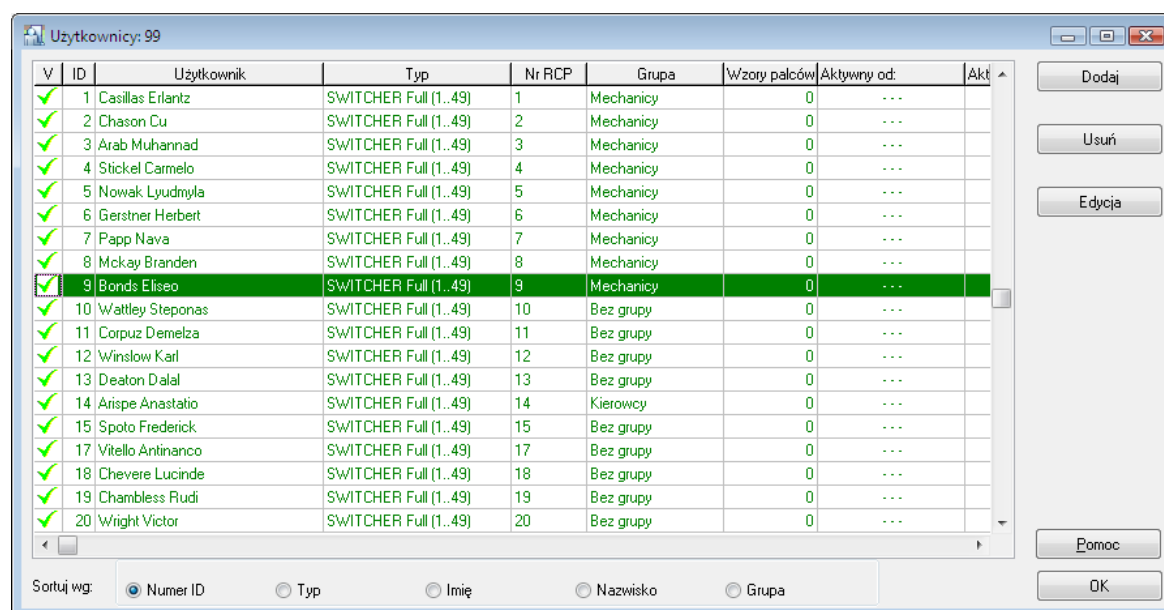 Użytkownicy: 99
V ID Użytkownik Typ Nr RCP Grupa Wzory palców Aktywny od: Akt
1 Casillas Erlantz SWITCHER Full (1..49) 1 Mechanicy 0 - - -
2 Chason Cu SWITCHER Full (1..49) 2 Mechanicy 0 - - -
3 Arab Muhannad SWITCHER Full (1..49) 3 Mechanicy 0 - - -
4 Stickel Carmelo SWITCHER Full (1..49) 4 Mechanicy 0 - - -
5 Nowak Lyudmyla SWITCHER Full (1..49) 5 Mechanicy 0 - - -
6 Gerstner Herbert SWITCHER Full (1..49) 6 Mechanicy 0 - - -
7 Papp Nava SWITCHER Full (1..49) 7 Mechanicy 0 - - -
8 Mckay Branden SWITCHER Full (1..49) 8 Mechanicy 0 - - -
9 Bonds Eliseo SWITCHER Full (1..49) 9 Mechanicy 0 - - -
10 Wattley Steponas SWITCHER Full (1..49) 10 Bez grupy 0 - - -
11 Corpuz Demelza SWITCHER Full (1..49) 11 Bez grupy 0 - - -
12 Winslow Karl SWITCHER Full (1..49) 12 Bez grupy 0 - - -
13 Deaton Dalal SWITCHER Full (1..49) 13 Bez grupy 0 - - -
14 Arispe Anastatio SWITCHER Full (1..49) 14 Kierowcy 0 - - -
15 Spoto Frederick SWITCHER Full (1..49) 15 Bez grupy 0 - - -
17 Vitello Antinanco SWITCHER Full (1..49) 17 Bez grupy 0 - - -
18 Chevere Lucinde SWITCHER Full (1..49) 18 Bez grupy 0 - - -
19 Chambless Rudi SWITCHER Full (1..49) 19 Bez grupy 0 - - -
20 Wright Victor SWITCHER Full (1..49) 20 Bez grupy 0 - - -
Dodaj
Usuń
Edycja
Pomoc
OK
Sortuj wg: Numer ID Typ Imię Nazwisko Grupa